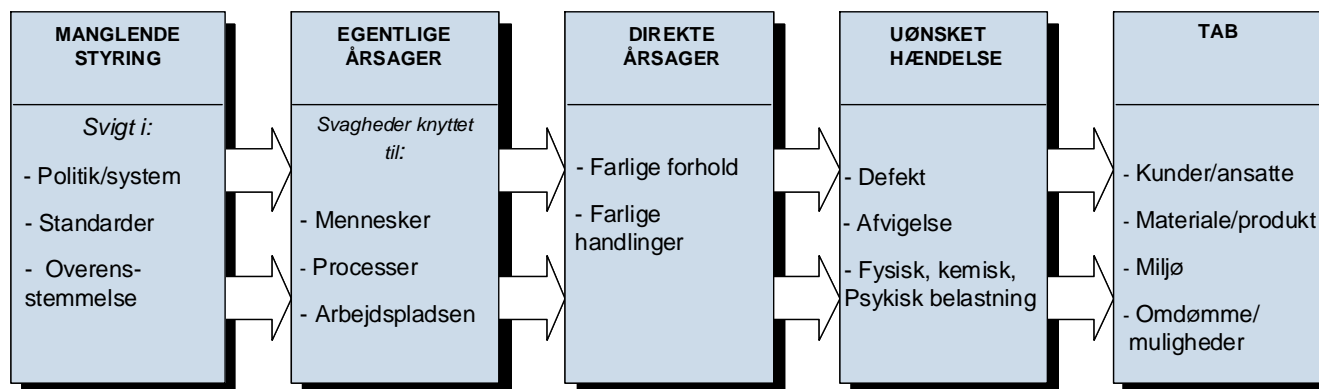 MANGLENDE
STYRING
Svigt i:
- Politik/system
- Standarder
- Overens-
stemmelse
EGENTLIGE
ÅRSAGER
Svagheder knyttet
til:
- Mennesker
- Processer
- Arbejdspladsen
DIREKTE
ÅRSAGER
- Farlige forhold
- Farlige
handlinger
UØNSKET
HÆNDELSE
- Defekt
- Afvigelse
- Fysisk, kemisk,
Psykisk belastning
TAB
- Kunder/ansatte
- Materiale/produkt
- Miljø
- Omdømme/
muligheder